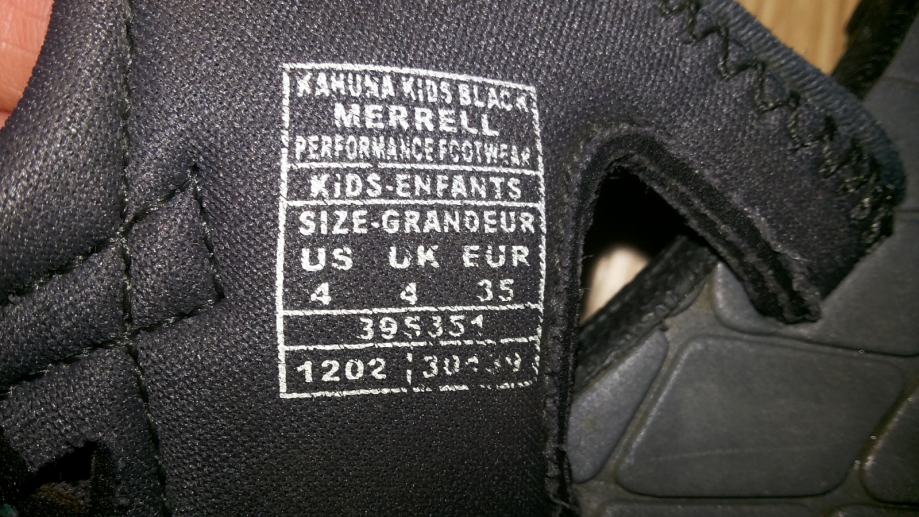 KAHUNA KIDS BLACK
MERRELL
PERFORMANCE FOOTWEAR
KIDS-ENFANTS
SIZE-GRANDEUR
US UK EUR
4 4 35
395351
1202